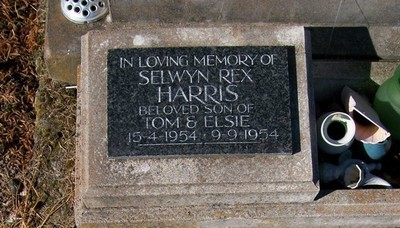 IN LOVING MEMORY OF
SELWYN REX
HARRIS
BELOVED SON OF
TOM & ELSIE
15-4-1954 - 9-9-1954